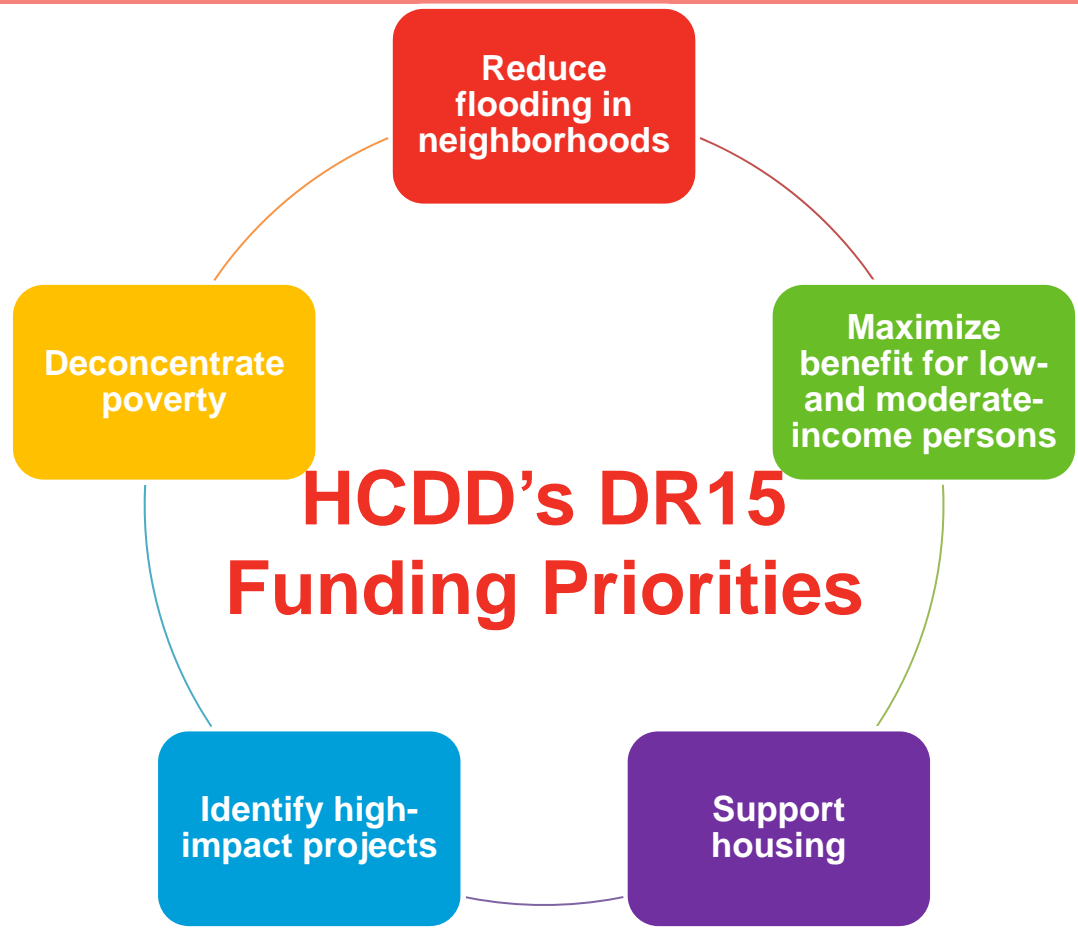 Reduce
flooding in
neighborhoods
Maximize
benefit for low-
and moderate-
income persons
Support
housing
Identify high-
impact projects
Deconcentrate
poverty
HCDD’s DR15
Funding Priorities